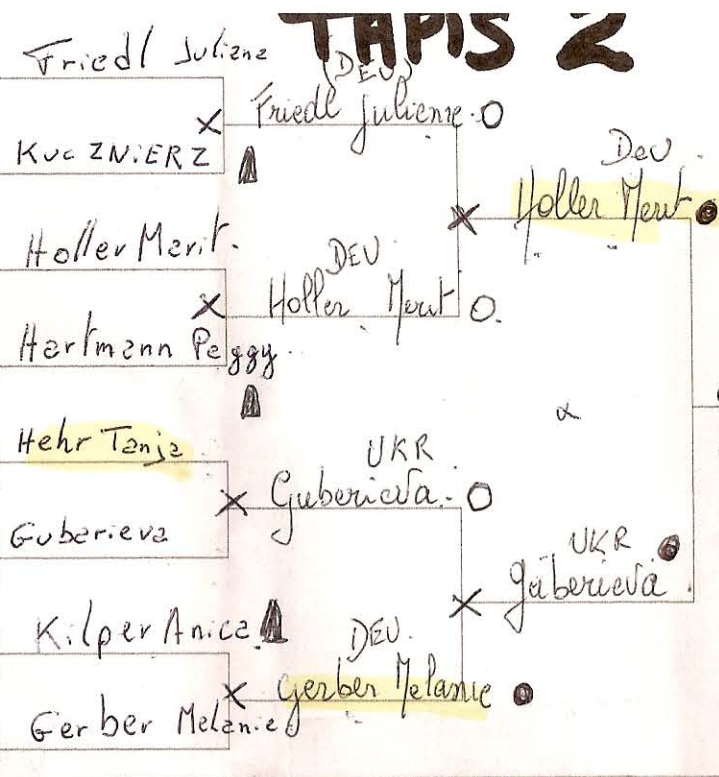 TAPIS 2
Friedl Juliane
KUCZNiERZ
(DEU)
Friedl Julienne
Holler Marit.
Hartmann Peggy
DEU
Holler Merit
DeU
Holler Merit
Hehr Tanja
Guberieva
UKR
Guberieva
Kilper Anica
Gerber Melanie
DEU.
Gerber Melanie
UKR
Guberieva